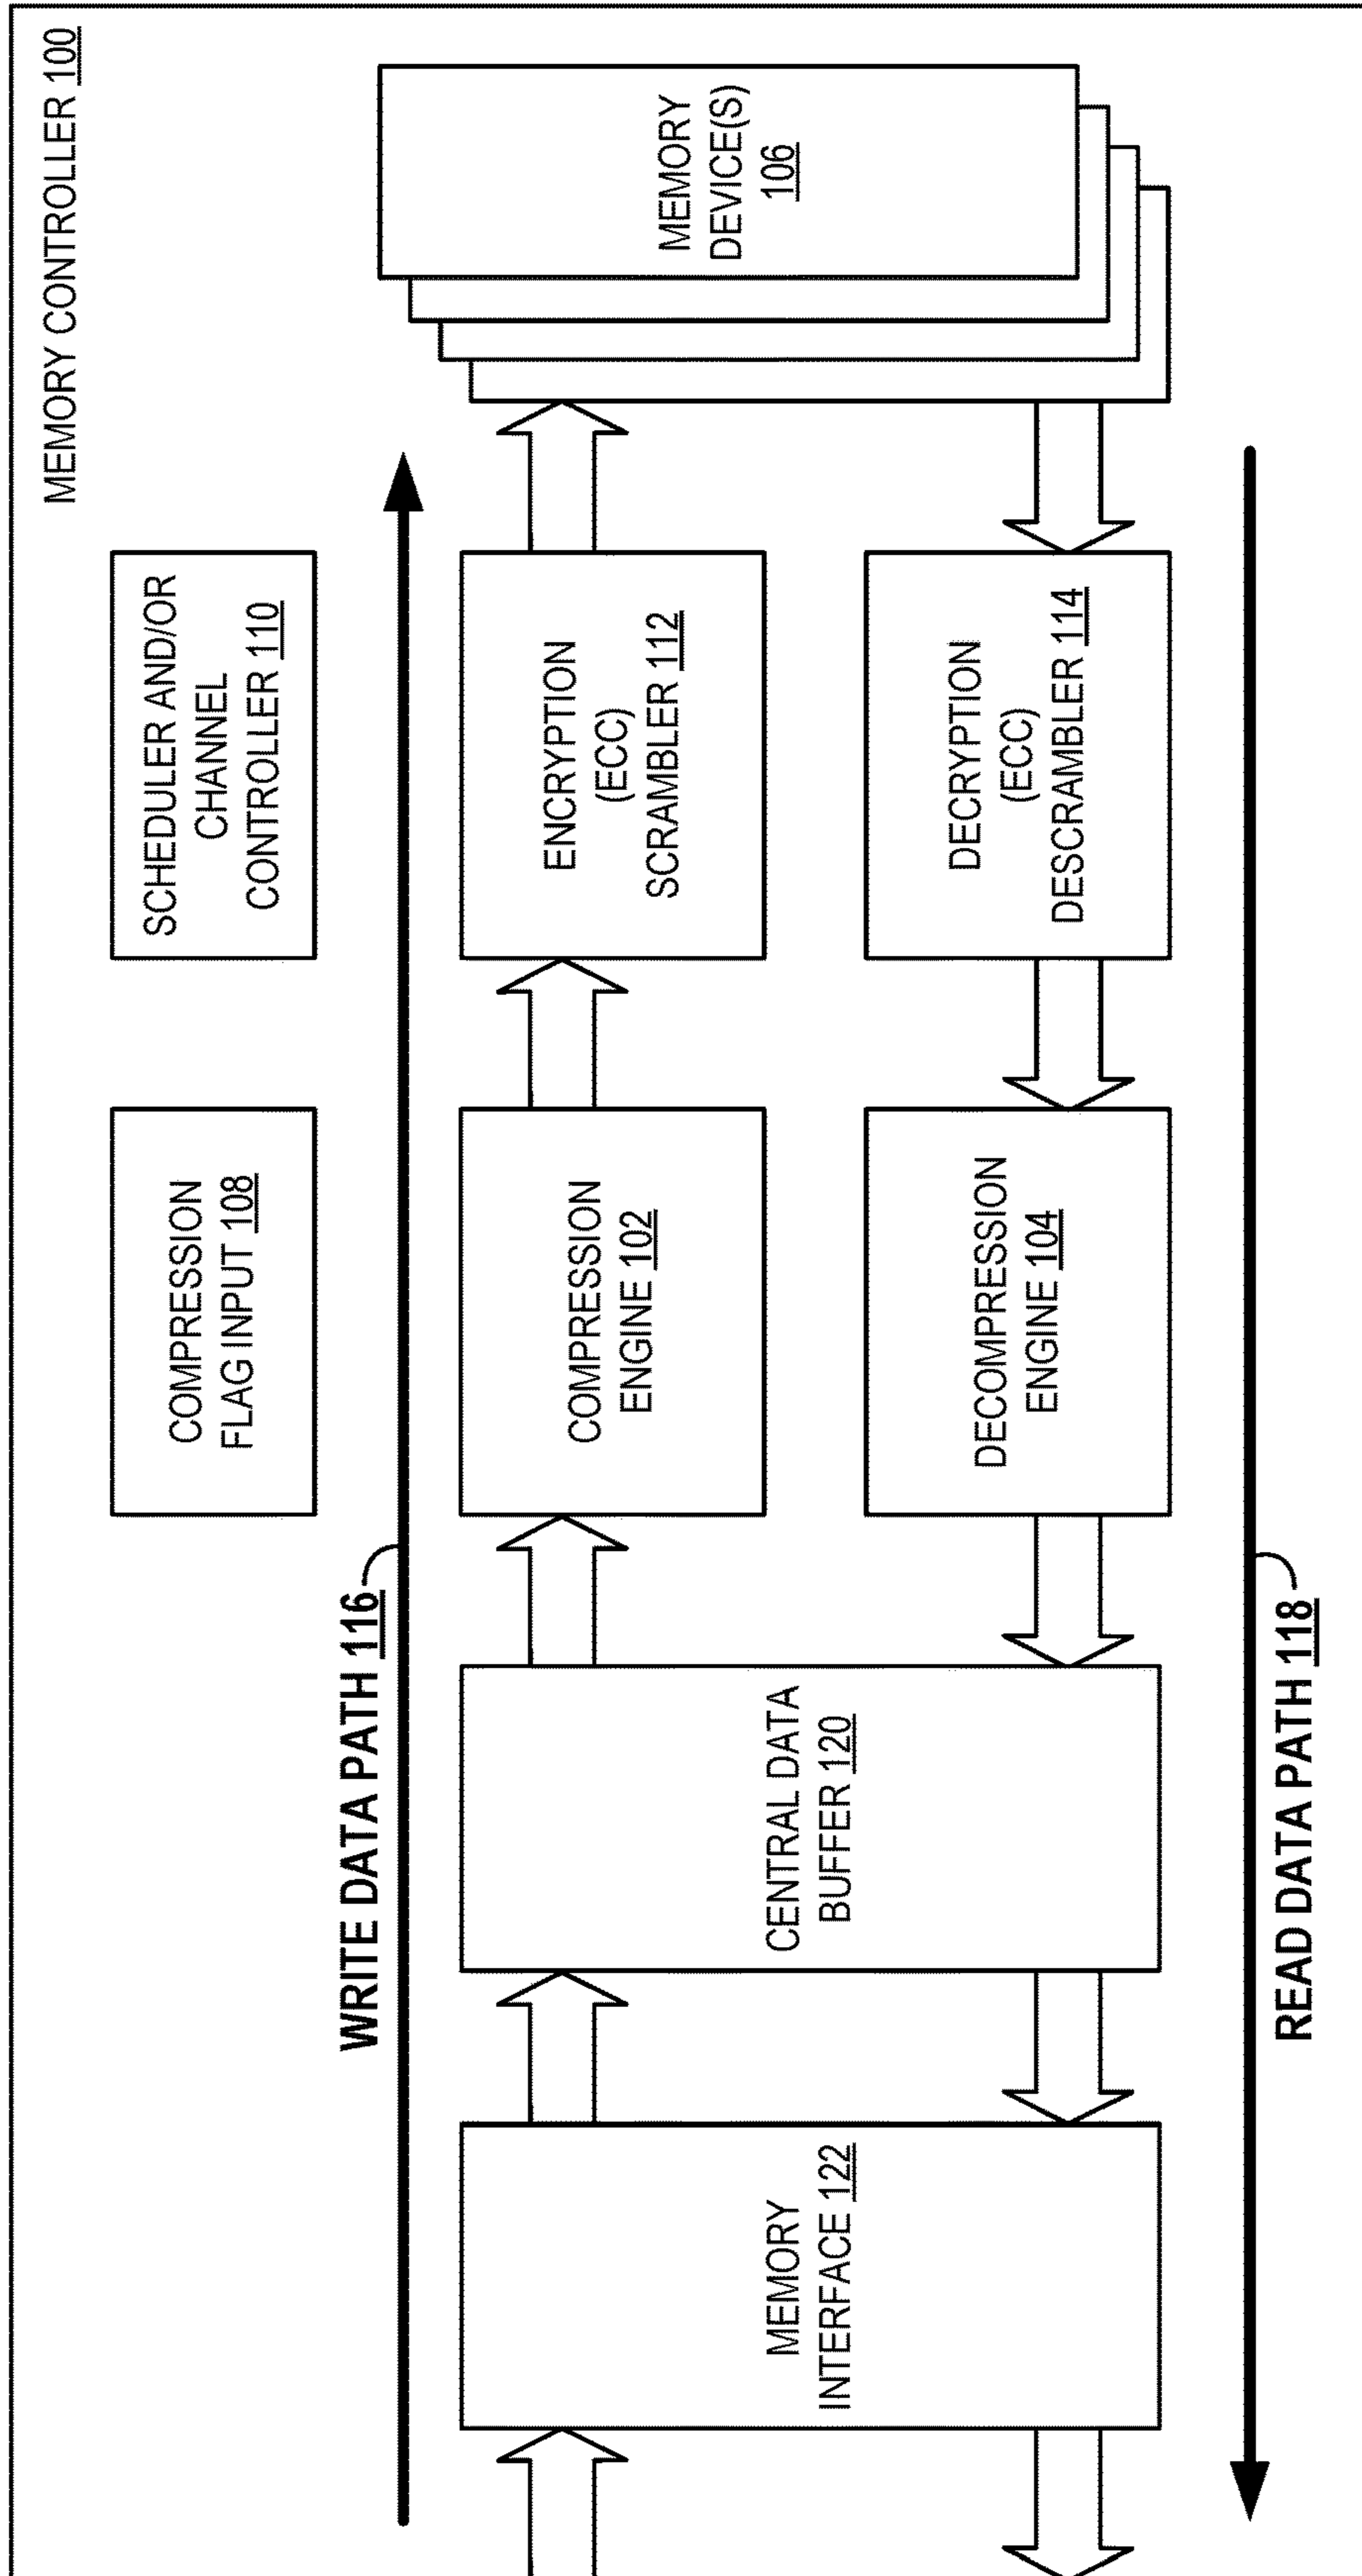 MEMORY CONTROLLER 100
COMPRESSION
FLAG INPUT 108
SCHEDULER AND/OR
CHANNEL
CONTROLLER 110
WRITE DATA PATH 116
MEMORY
INTERFACE 122
CENTRAL DATA
BUFFER 120
COMPRESSION
ENGINE 102
ENCRYPTION
(ECC)
SCRAMBLER 112
MEMORY
DEVICE(S)
106
DECOMPRESSION
ENGINE 104
DECRYPTION
(ECC)
DESCRAMBLER 114
READ DATA PATH 118